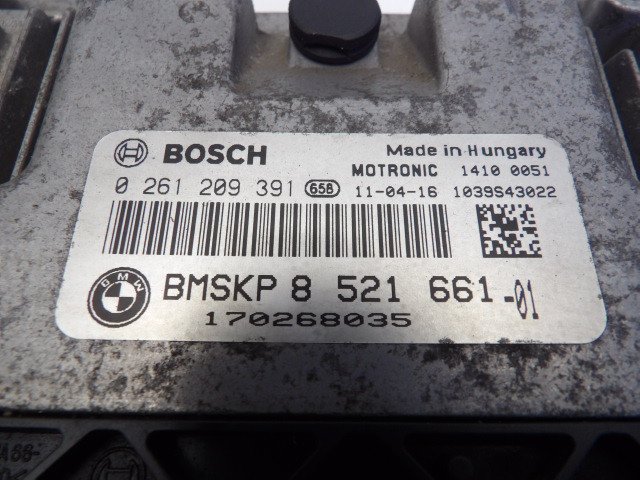 BOSCH
Made in Hungary
MOTRONIC 1410 0051
0 261 209 391 658 11-04-16 1039S43022
BMW
BMSKP 8 521 661-01
170268035